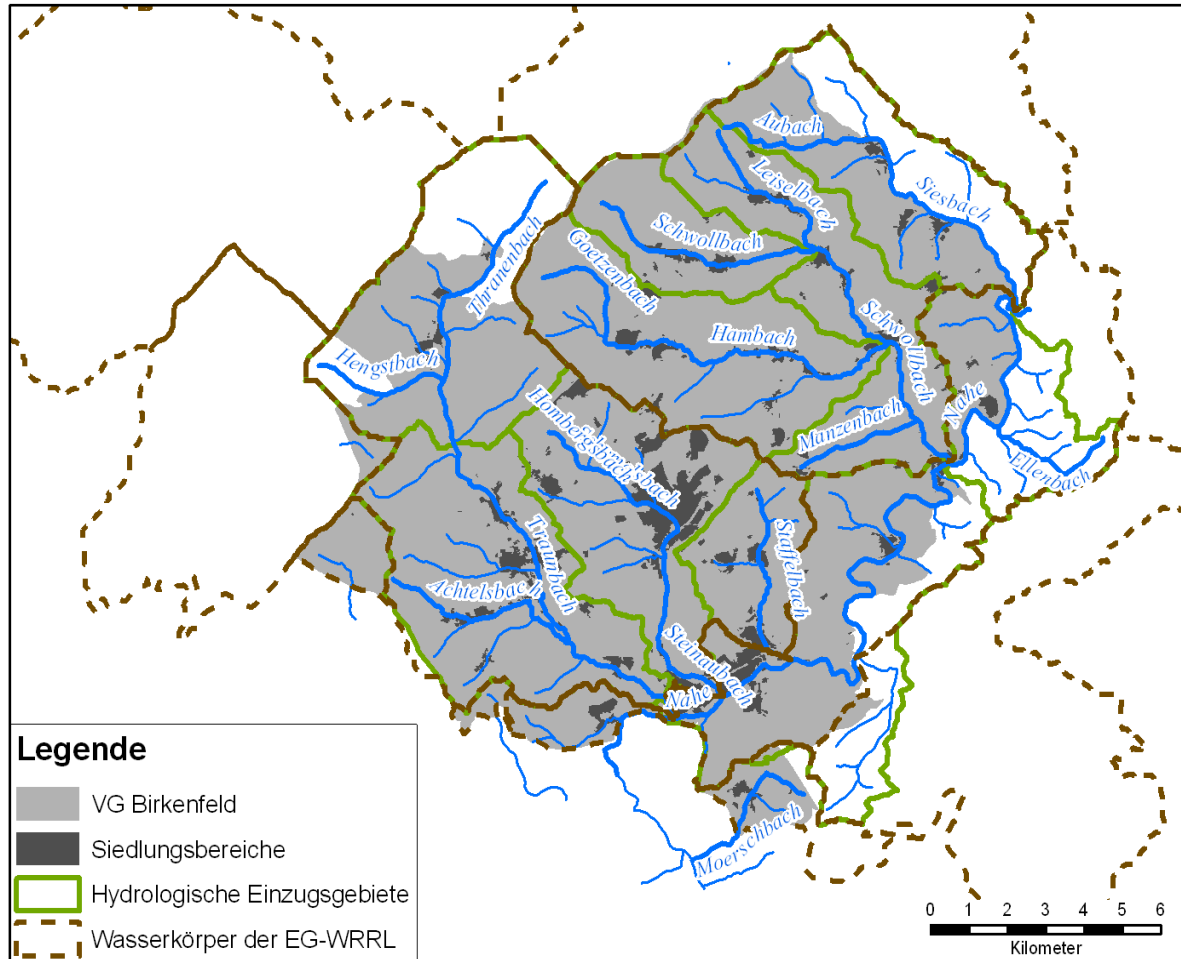 Aubach
Leiselbach
Siesbach
Schwollbach
Thranenbach
Goetzenbach
Schwollbach
Hambach
Hengstbach
Nahe
Hombergsbach
Manzenbach
Ellenbach
Staffelbach
Traunbach
Achtelsbach
Steinaubach
Nahe
Moerschbach
Legende
VG Birkenfeld
Siedlungsbereiche
Hydrologische Einzugsgebiete
Wasserkörper der EG-WRRL
0 1 2 3 4 5 6
Kilometer